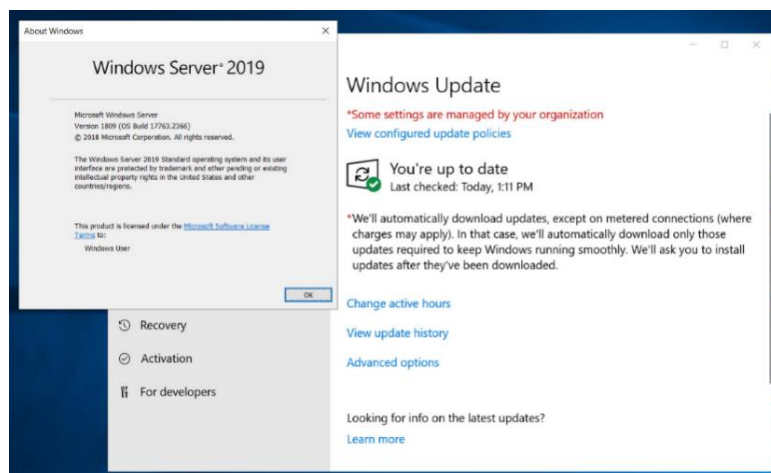 About Windows
Windows Server® 2019
Microsoft Windows Server
Version 1809 (OS Build 17763.2366)
© 2018 Microsoft Corporation. All rights reserved.
The Windows Server 2019 Standard operating system and its user
interface are protected by trademark and other pending or existing
intellectual property rights in the United States and other
countries/regions.
This product is licensed under the Microsoft Software License
Terms to:
Windows User
OK
Recovery
Activation
For developers
Windows Update
*Some settings are managed by your organization
View configured update policies
You're up to date
Last checked: Today, 1:11 PM
*We'll automatically download updates, except on metered connections (where
charges may apply). In that case, we'll automatically download only those
updates required to keep Windows running smoothly. We'll ask you to install
updates after they've been downloaded.
Change active hours
View update history
Advanced options
Looking for info on the latest updates?
Learn more